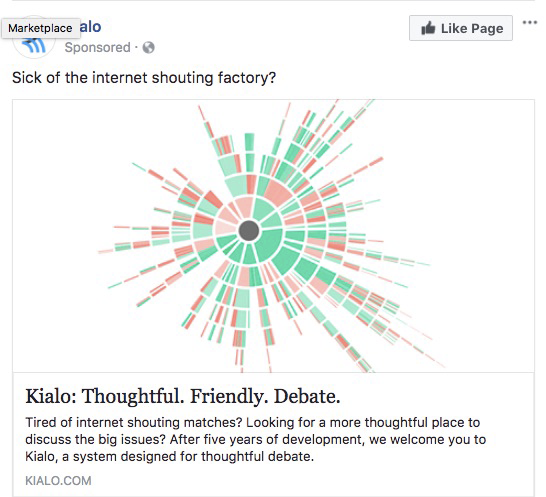 Marketplace
alo
Like Page
Sponsored ·
Sick of the internet shouting factory?
Kialo: Thoughtful. Friendly. Debate.
Tired of internet shouting matches? Looking for a more thoughtful place to
discuss the big issues? After five years of development, we welcome you to
Kialo, a system designed for thoughtful debate.
KIALO.COM